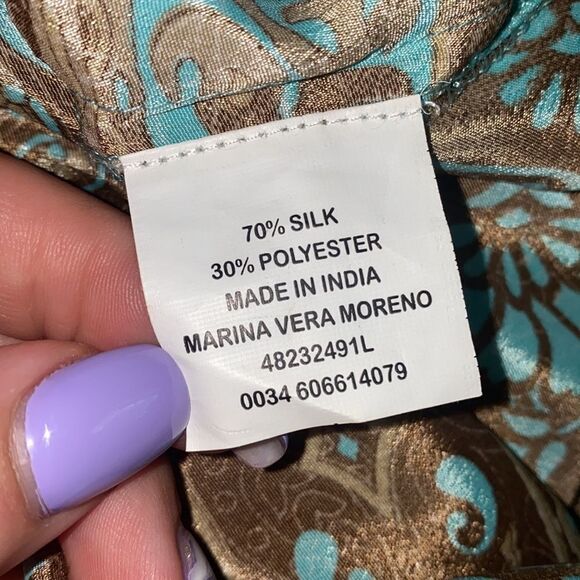 70% SILK
30% POLYESTER
MADE IN INDIA
MARINA VERA MORENO
48232491L
0034 606614079